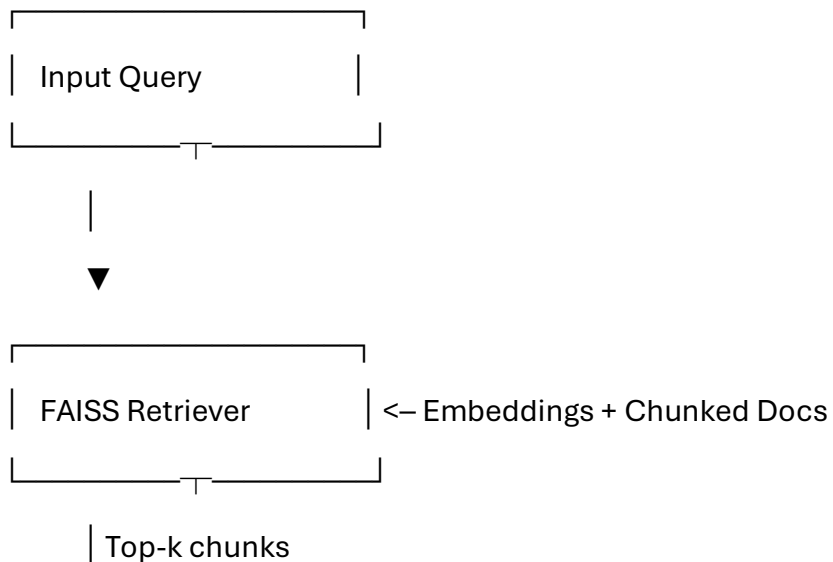 Input Query
FAISS Retriever <– Embeddings + Chunked Docs
Top-k chunks